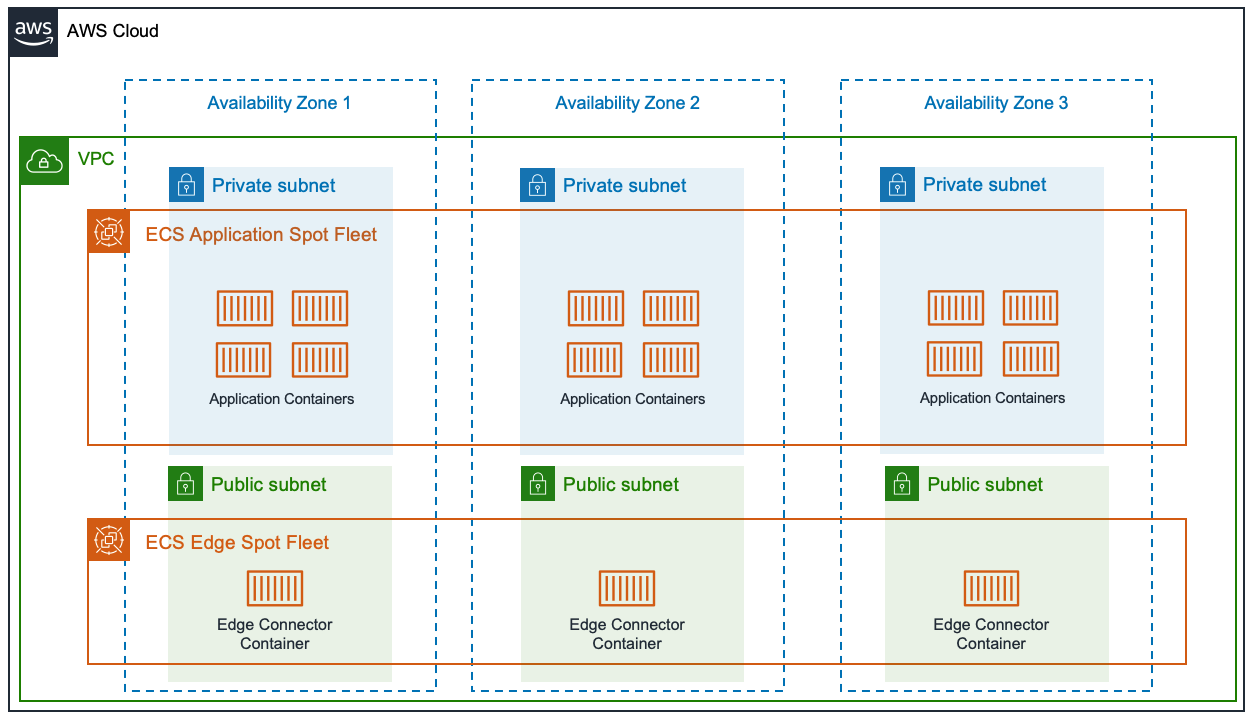 aws
AWS Cloud
Availability Zone 1
Availability Zone 2
Availability Zone 3
VPC
Private subnet
Private subnet
Private subnet
ECS Application Spot Fleet
Application Containers
Application Containers
Application Containers
Public subnet
Public subnet
Public subnet
ECS Edge Spot Fleet
Edge Connector
Container
Edge Connector
Container
Edge Connector
Container